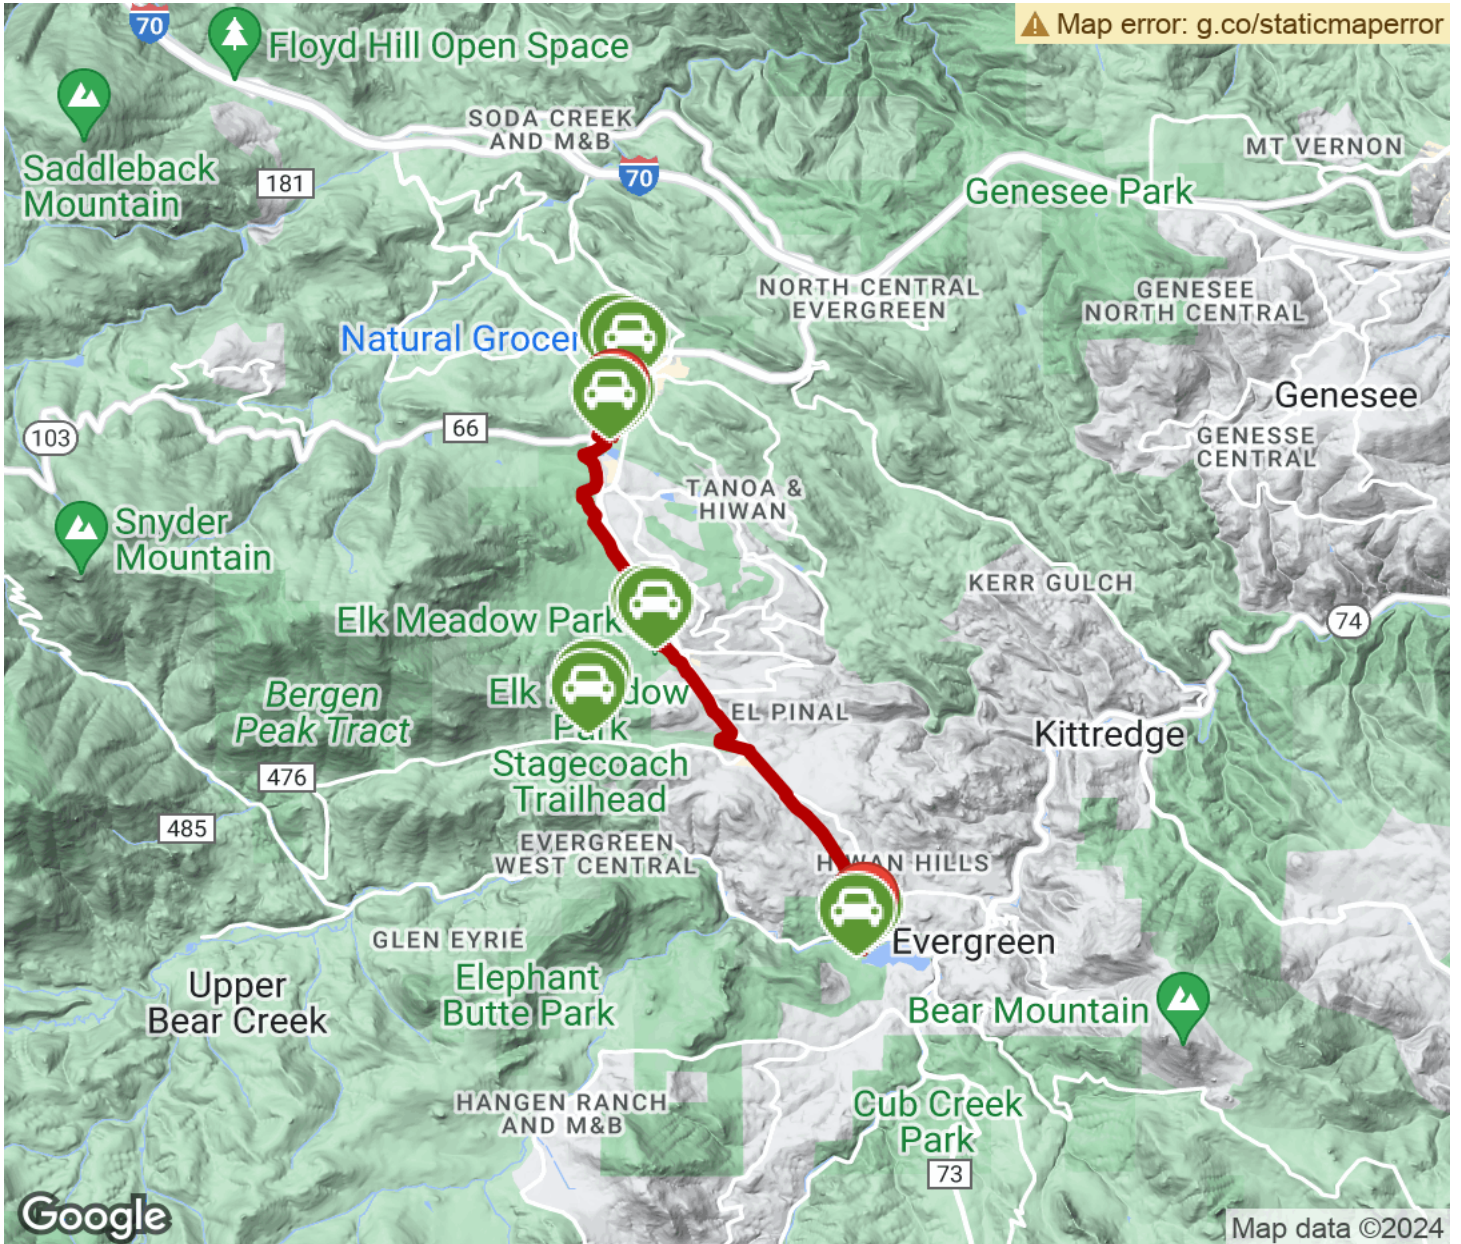 70
Floyd Hill Open Space
Map error: g.co/staticmaperror
SODA CREEK
AND M&B
MT VERNON
Saddleback
Mountain
181
70
Genesee Park
NORTH CENTRAL
EVERGREEN
GENESEE
NORTH CENTRAL
Natural Grocer
Genesee
103
66
GENESSE
CENTRAL
TANOA &
HIWAN
Snyder
Mountain
KERR GULCH
Elk Meadow Park
74
Bergen
Peak Tract
Elk dow
Park
Stagecoach
Trailhead
EL PINAL
Kittredge
476
485
EVERGREEN
WEST CENTRAL
HIWAN HILLS
GLEN EYRIE
Evergreen
Upper
Bear Creek
Elephant
Butte Park
Bear Mountain
HANGEN RANCH
AND M&B
Cub Creek
Park
73
Google
Map data ©2024